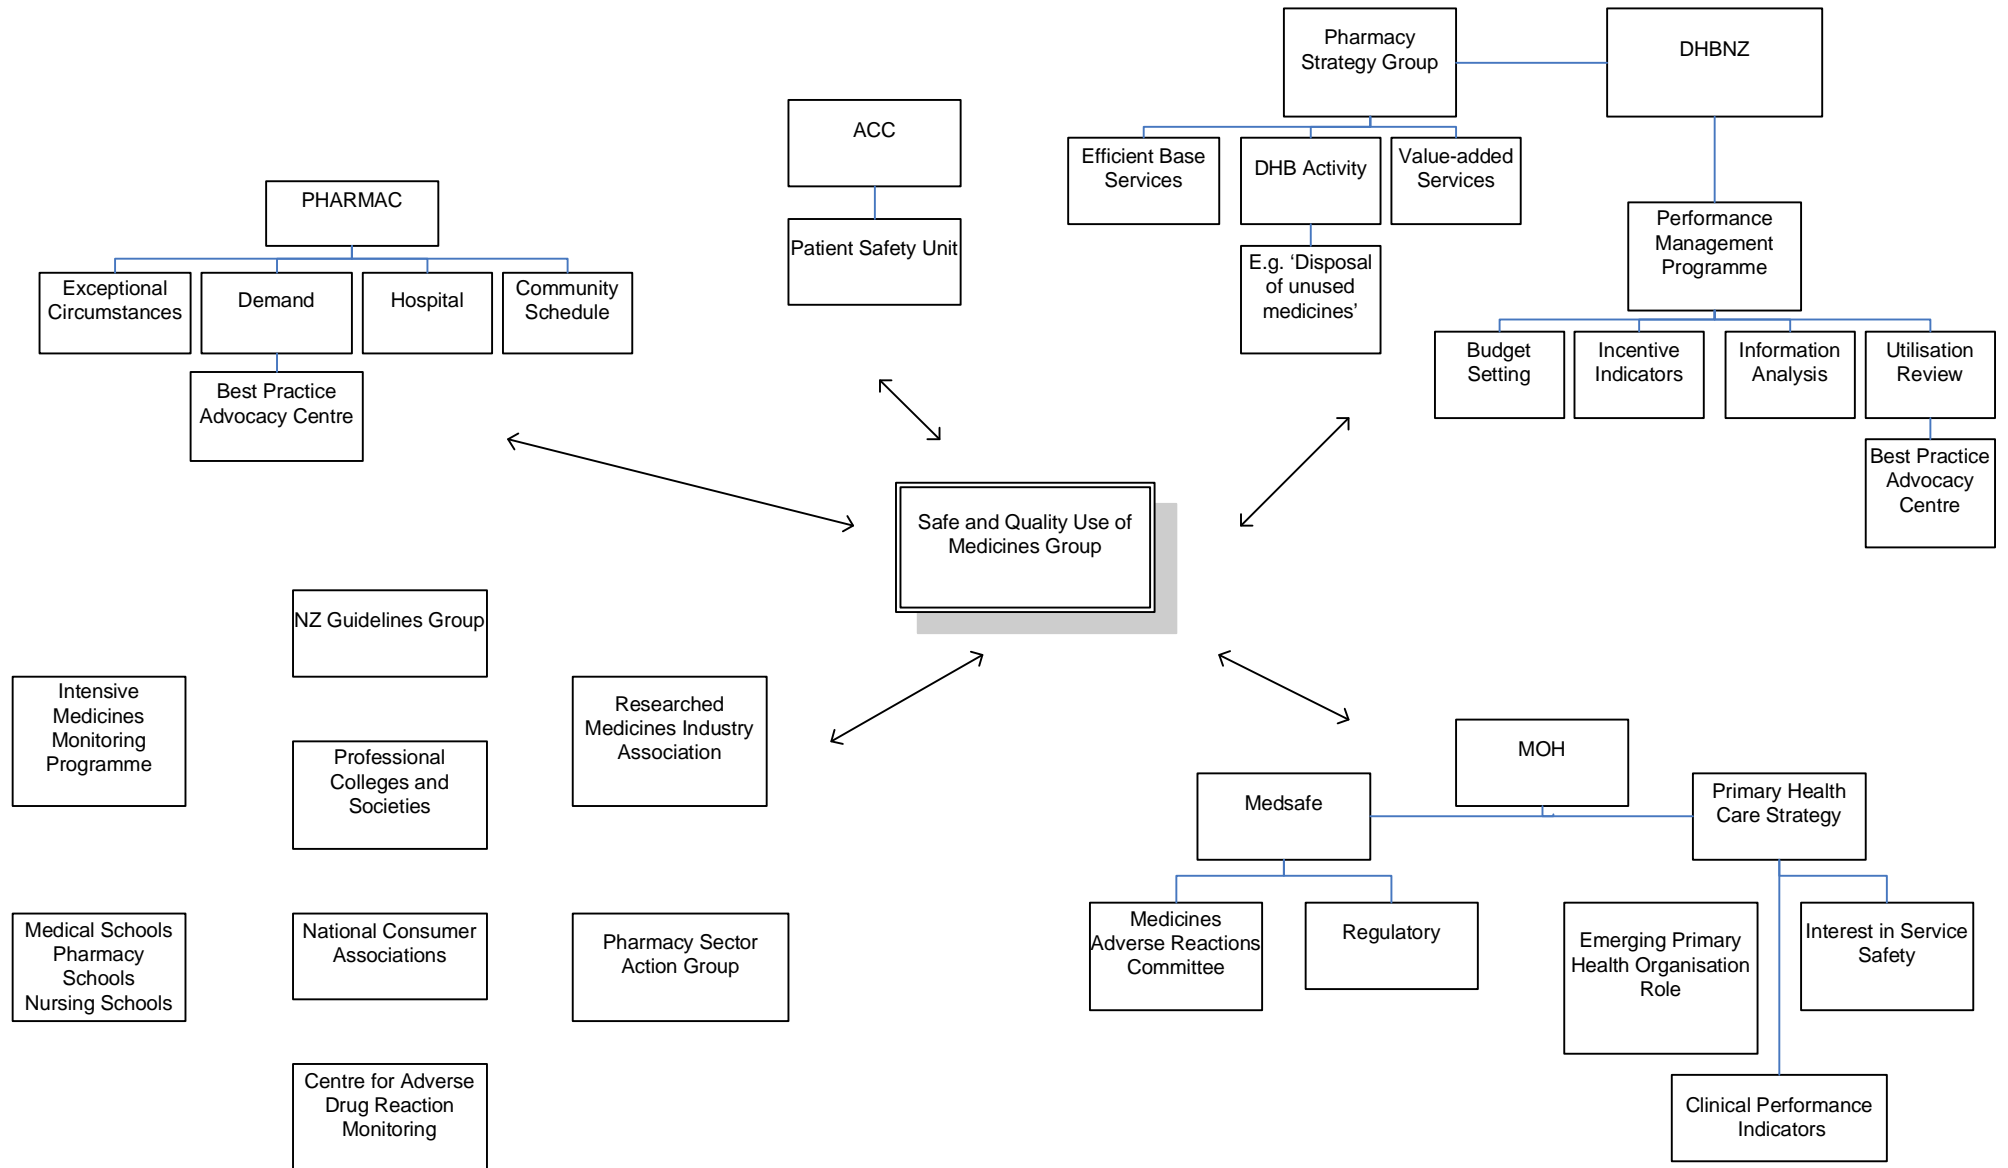 Pharmacy
Strategy Group
DHBNZ
ACC
Efficient Base
Services
DHB Activity
Value-added
Services
PHARMAC
Patient Safety Unit
Performance
Management
Programme
E.g. ‘Disposal
of unused
medicines’
Exceptional
Circumstances
Demand
Hospital
Community
Schedule
Budget
Setting
Incentive
Indicators
Information
Analysis
Utilisation
Review
Best Practice
Advocacy Centre
Best Practice
Advocacy
Centre
Safe and Quality Use of
Medicines Group
NZ Guidelines Group
Intensive
Medicines
Monitoring
Programme
Researched
Medicines Industry
Association
Professional
Colleges and
Societies
MOH
Medsafe
Primary Health
Care Strategy
Medical Schools
Pharmacy
Schools
Nursing Schools
National Consumer
Associations
Pharmacy Sector
Action Group
Medicines
Adverse Reactions
Committee
Regulatory
Emerging Primary
Health Organisation
Role
Interest in Service
Safety
Centre for Adverse
Drug Reaction
Monitoring
Clinical Performance
Indicators